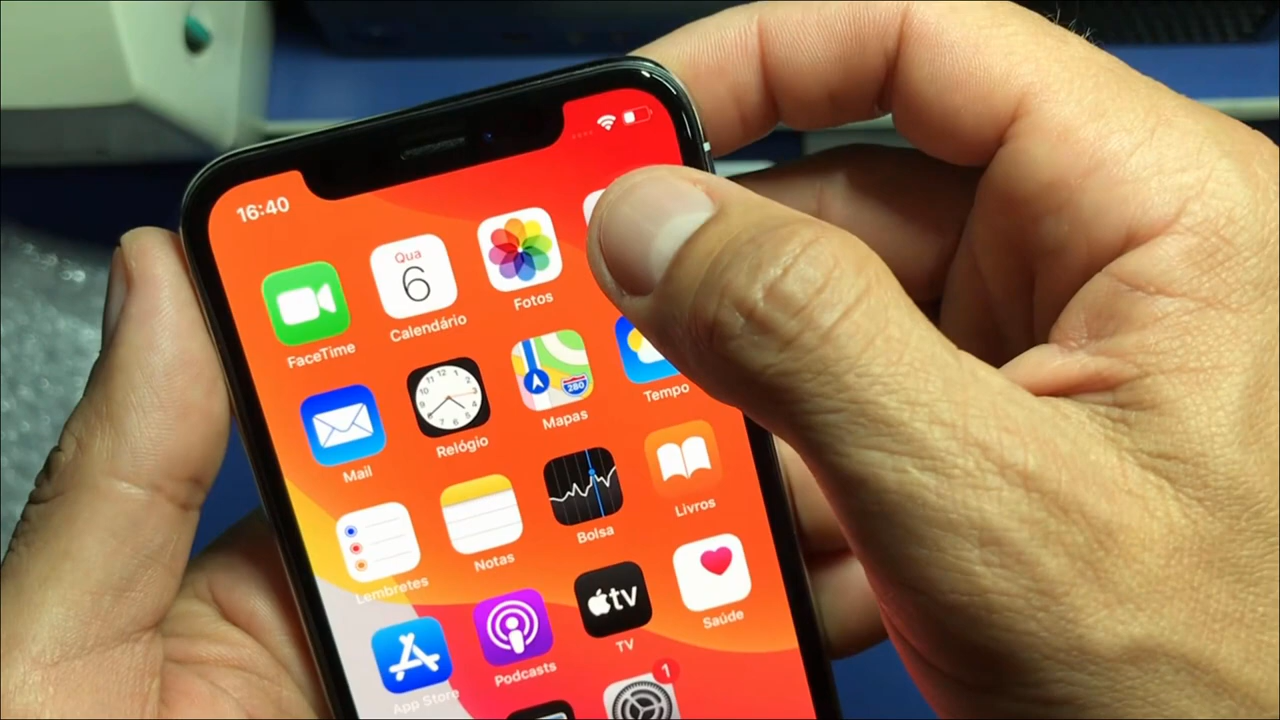 16:40
Qua
6
FaceTime
Calendário
Fotos
280
Mail
Relógio
Mapas
Tempo
Lembretes
Notas
Bolsa
Livros
tv
App Store
Podcasts
TV
Saúde
1